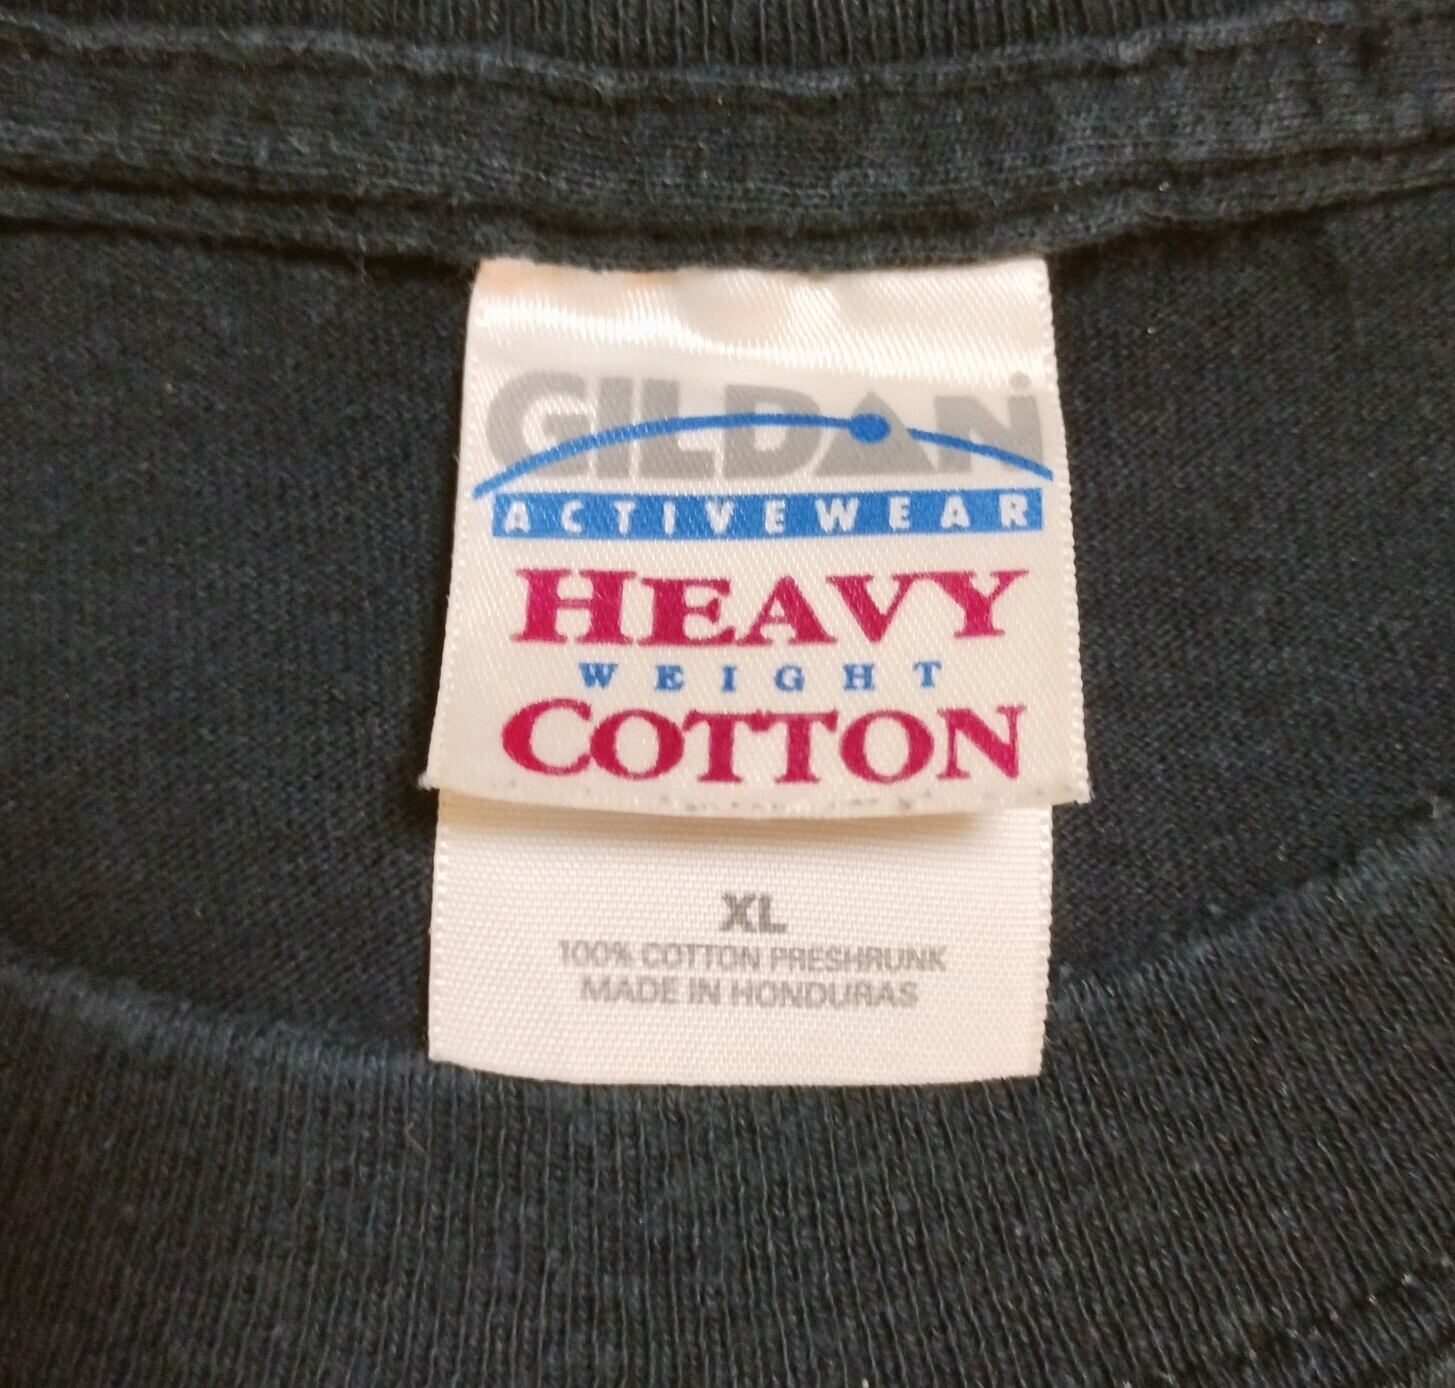 GILDAN
ACTIVEWEAR
HEAVY
WEIGHT
COTTON
XL
100% COTTON PRESHRUNK
MADE IN HONDURAS